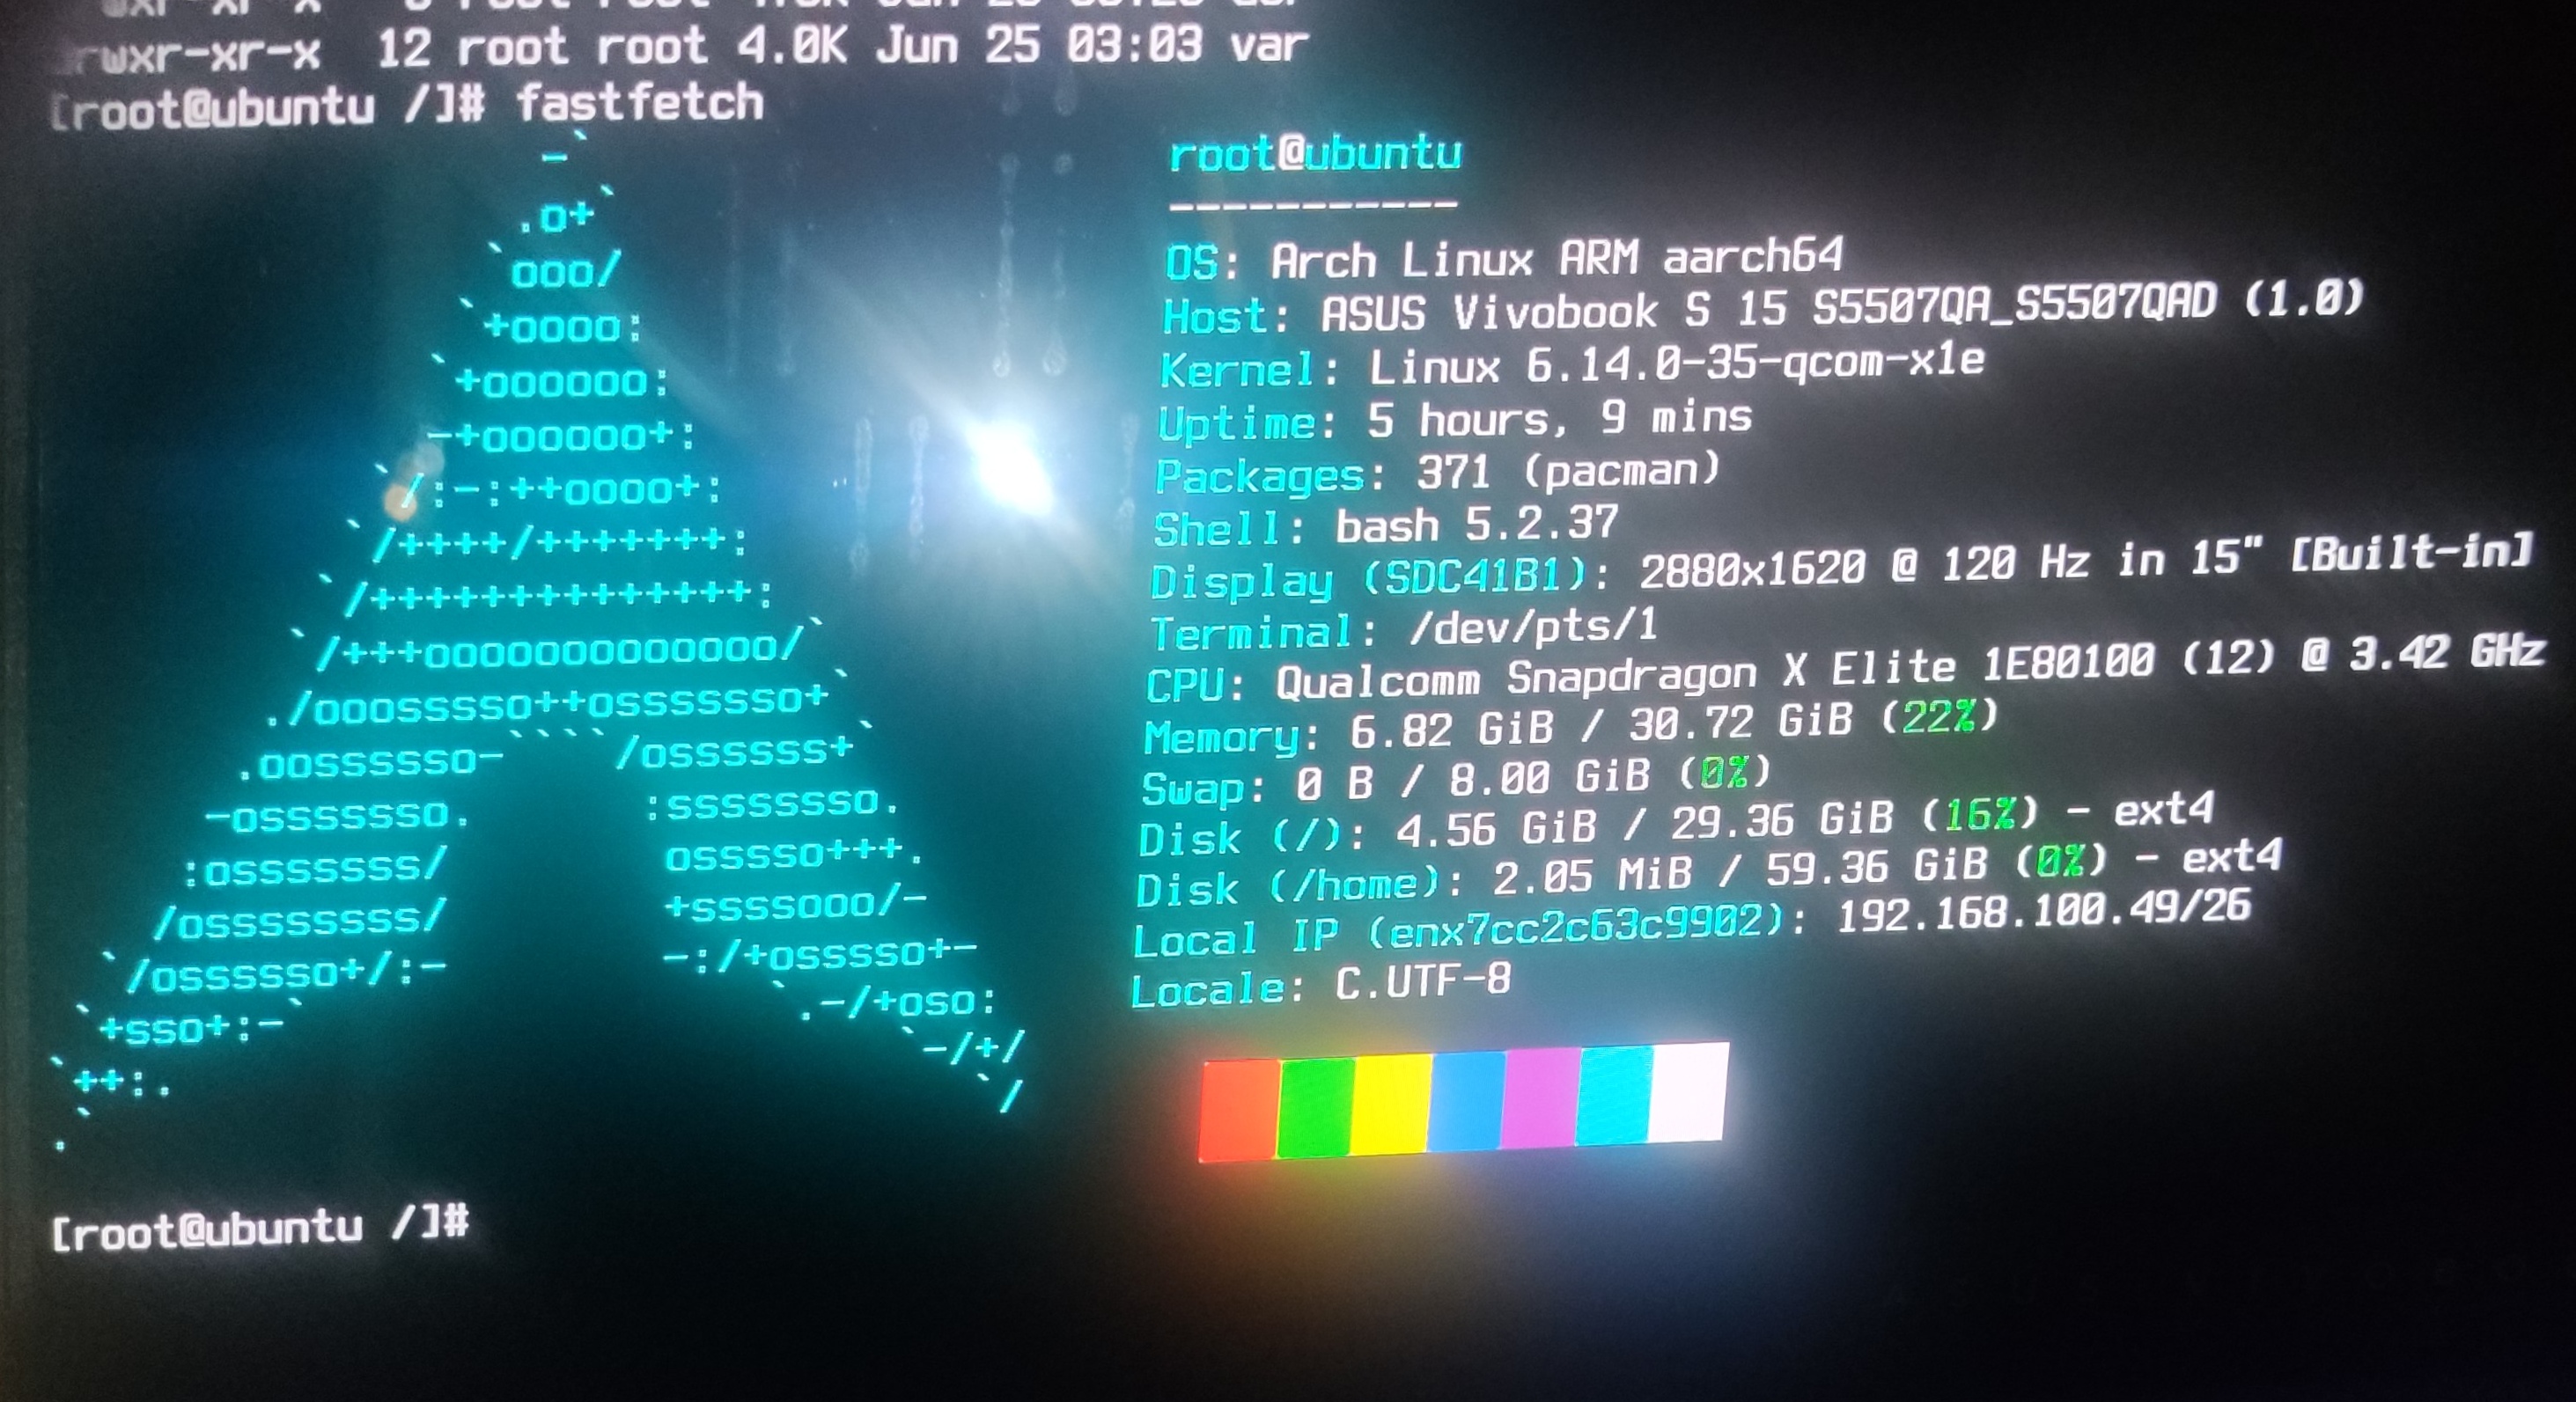 rwxr-xr-x  12 root root 4.0K Jun 25 03:03 var
[root@ubuntu /]# fastfetch
root@ubuntu
-----------
OS: Arch Linux ARM aarch64
Host: ASUS Vivobook S 15 S5507QA_S5507QAD (1.0)
Kernel: Linux 6.14.0-35-qcom-x1e
Uptime: 5 hours, 9 mins
Packages: 371 (pacman)
Shell: bash 5.2.37
Display (SDC41B1): 2880x1620 @ 120 Hz in 15" [Built-in]
Terminal: /dev/pts/1
CPU: Qualcomm Snapdragon X Elite 1E80100 (12) @ 3.42 GHz
Memory: 6.82 GiB / 30.72 GiB (22%)
Swap: 0 B / 8.00 GiB (0%)
Disk (/): 4.56 GiB / 29.36 GiB (16%) - ext4
Disk (/home): 2.05 MiB / 59.36 GiB (0%) - ext4
Local IP (enx7cc2c63c9902): 192.168.100.49/26
Locale: C.UTF-8
[root@ubuntu /]#